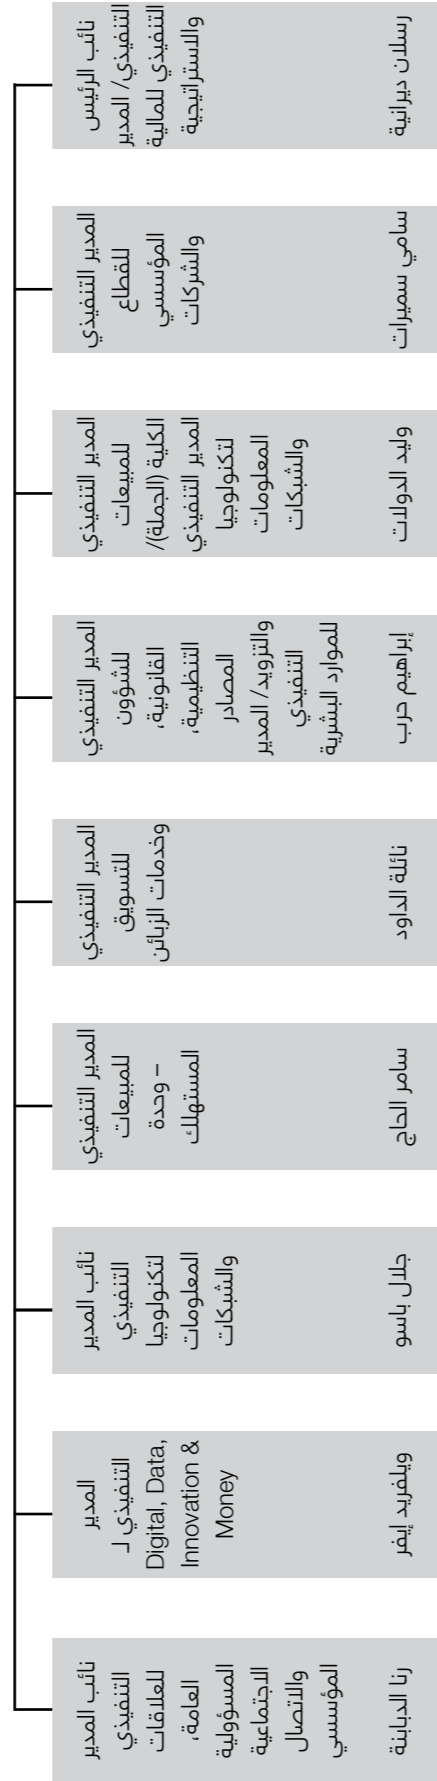 نائب الرئيس
التنفيذي/ المدير
التنفيذي للمالية
والاستراتيجية
رسلان ديرانية
المدير التنفيذي
للقطاع
المؤسسي
والشركات
سامي سميرات
المدير التنفيذي
للمبيعات
الكلية (الجملة)/
المدير التنفيذي
لتكنولوجيا
المعلومات
والشبكات
وليد الدولات
المدير التنفيذي
للشؤون
القانونية،
التنظيمية،
المصادر
والتزويد/ المدير
التنفيذي
للموارد البشرية
إبراهيم حرب
المدير التنفيذي
للتسويق
وخدمات الزبائن
نائلة الداود
المدير التنفيذي
للمبيعات
– وحدة
المستهلك
سامر الحاج
نائب المدير
التنفيذي
لتكنولوجيا
المعلومات
والشبكات
جلال باسو
المدير
التنفيذي لـ
Digital, Data,
Innovation &
Money
ويلفريد إيفر
نائب المدير
التنفيذي
للعلاقات
العامة،
المسؤولية
الاجتماعية
والاتصال
المؤسسي
رنا الدبابنة